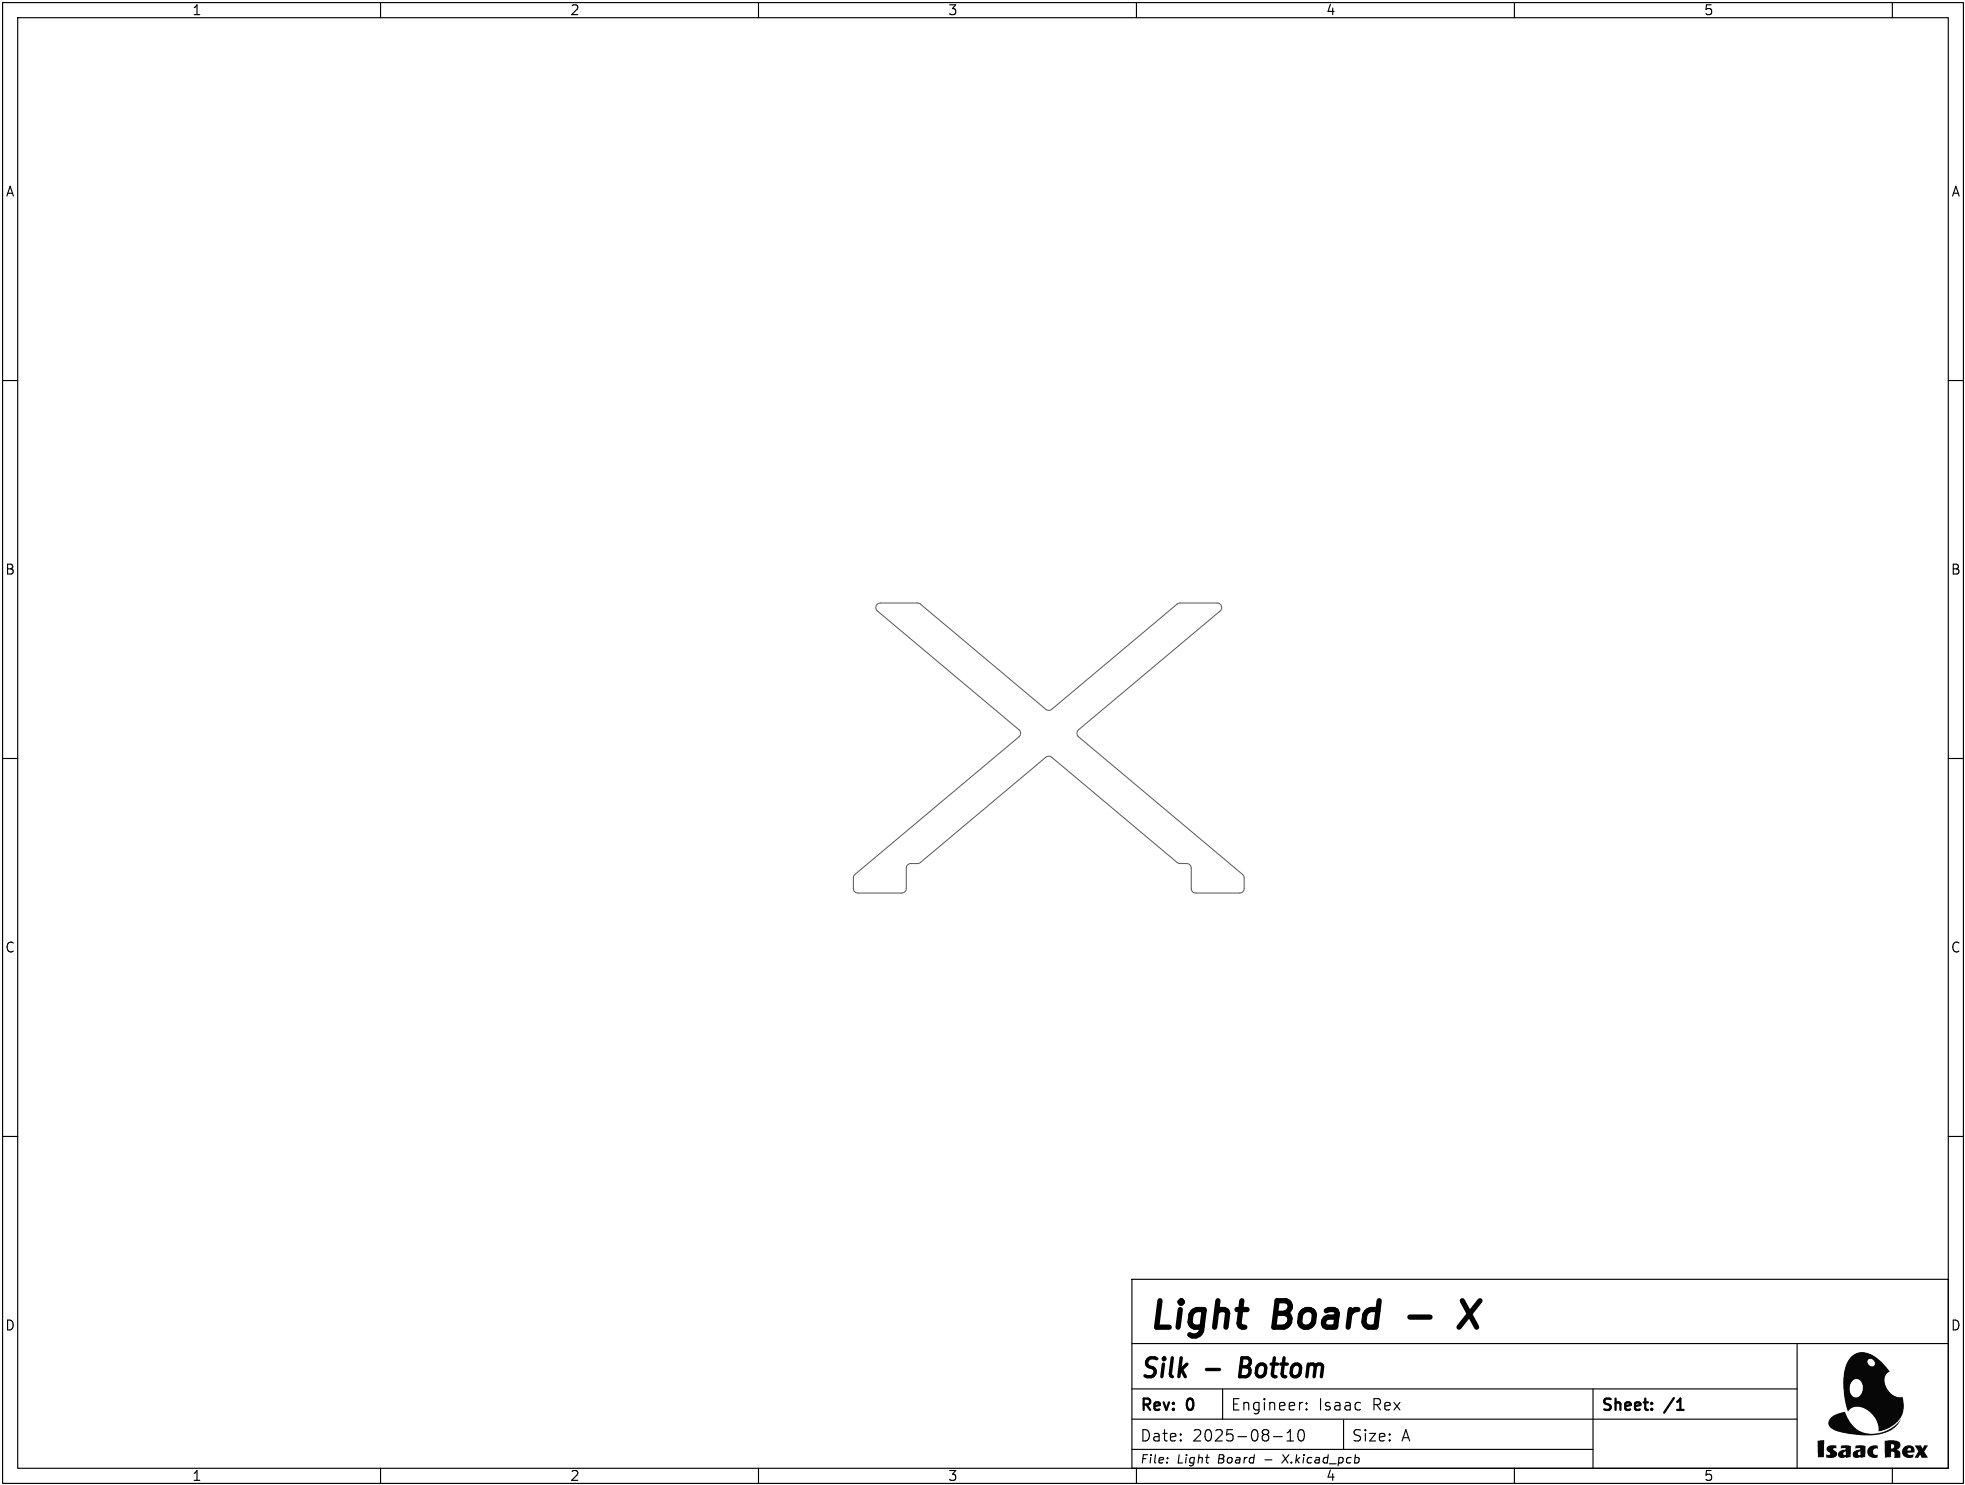 1 2 3 4 5
A A
B B
C C
D D
Light Board - X
Silk - Bottom
Rev: 0 Engineer: Isaac Rex Sheet: /1
Date: 2025-08-10 Size: A
File: Light Board - X.kicad_pcb
Isaac Rex
1 2 3 4 5